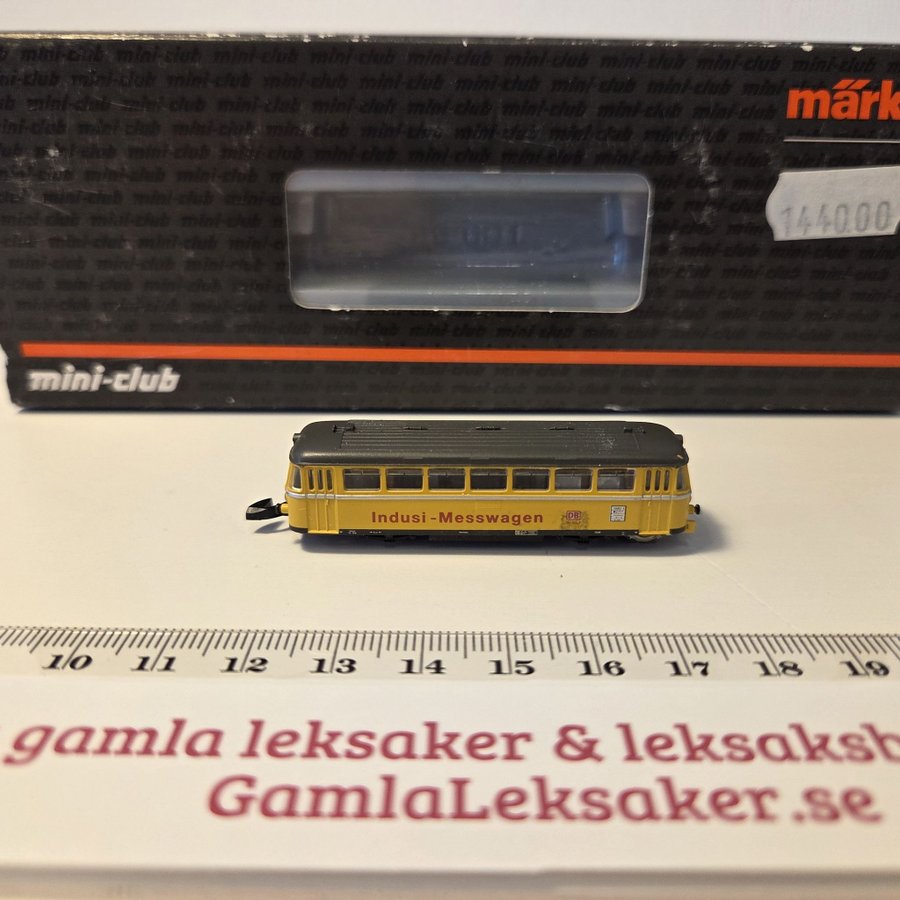 märk
1440.00
mini-club
Indusi-Messwagen
DB
10 11 12 13 14 15 16 17 18 19
gamla leksaker & leksaksb
GamlaLeksaker.se